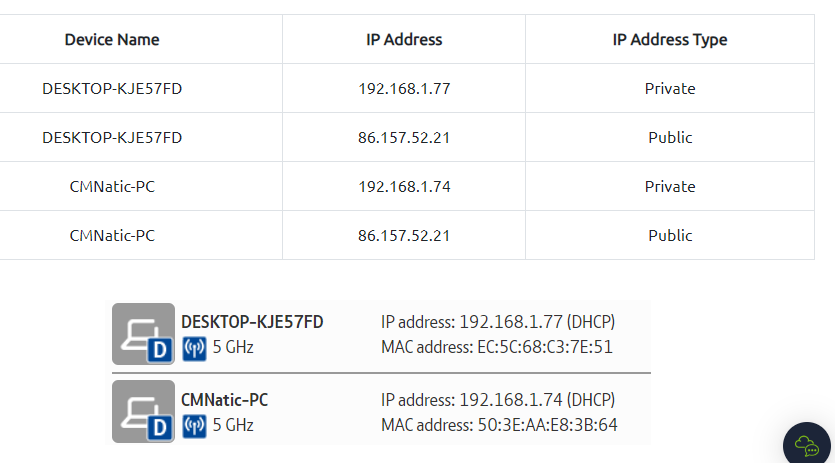 Device Name IP Address IP Address Type
DESKTOP-KJE57FD 192.168.1.77 Private
DESKTOP-KJE57FD 86.157.52.21 Public
CMNatic-PC 192.168.1.74 Private
CMNatic-PC 86.157.52.21 Public
DESKTOP-KJE57FD IP address: 192.168.1.77 (DHCP)
D 5 GHz MAC address: EC:5C:68:C3:7E:51
CMNatic-PC IP address: 192.168.1.74 (DHCP)
D 5 GHz MAC address: 50:3E:AA:E8:3B:64